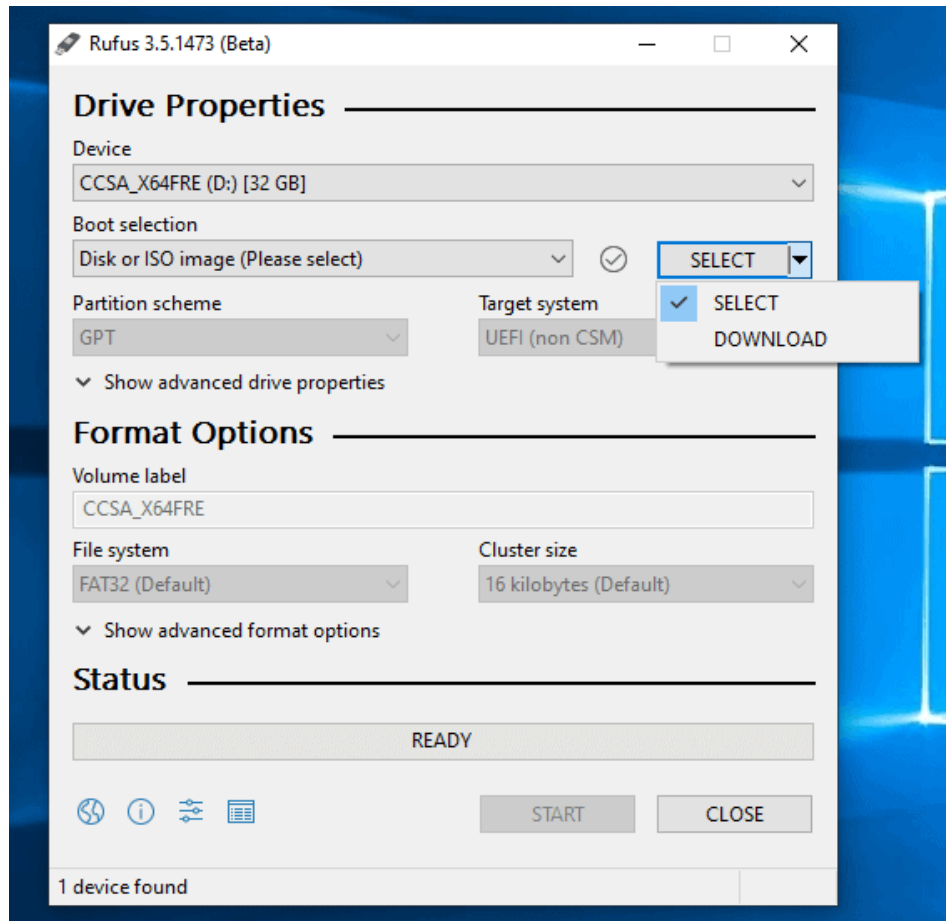 Rufus 3.5.1473 (Beta)
Drive Properties
Device
CCSA_X64FRE (D:) [32 GB]
Boot selection
Disk or ISO image (Please select)
SELECT
SELECT
DOWNLOAD
Partition scheme
Target system
GPT
UEFI (non CSM)
Show advanced drive properties
Format Options
Volume label
CCSA_X64FRE
File system
Cluster size
FAT32 (Default)
16 kilobytes (Default)
Show advanced format options
Status
READY
START
CLOSE
1 device found